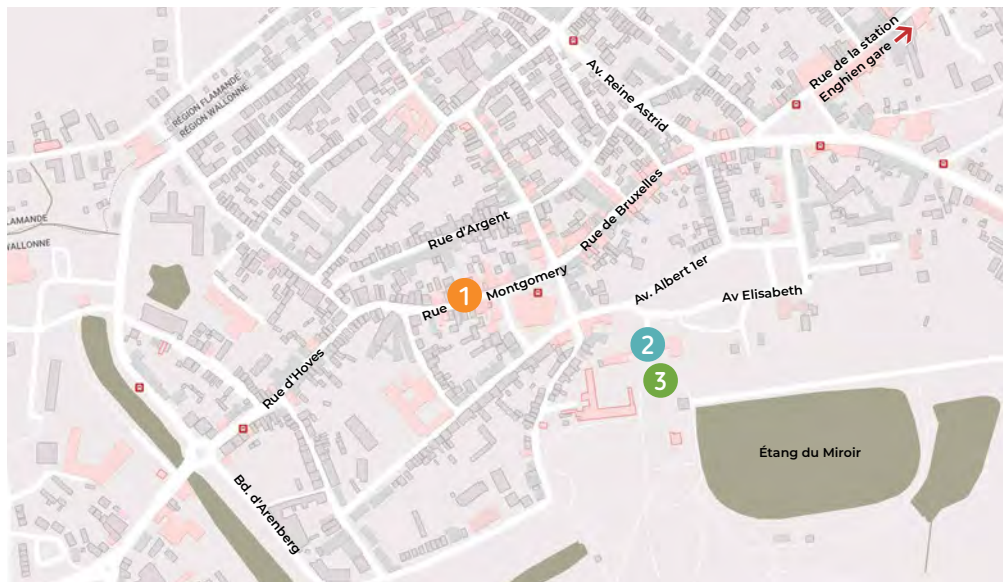 Rue de la station
Enghien gare
Av. Reine Astrid
RÉGION FLAMANDE
RÉGION WALLONNE
Rue de Bruxelles
FLAMANDE
WALLONNE
Rue d'Argent
Av. Albert 1er
Rue 1 Montgomery
Av Elisabeth
2
3
Rue d'Hoves
Étang du Miroir
Bd. d'Arenberg